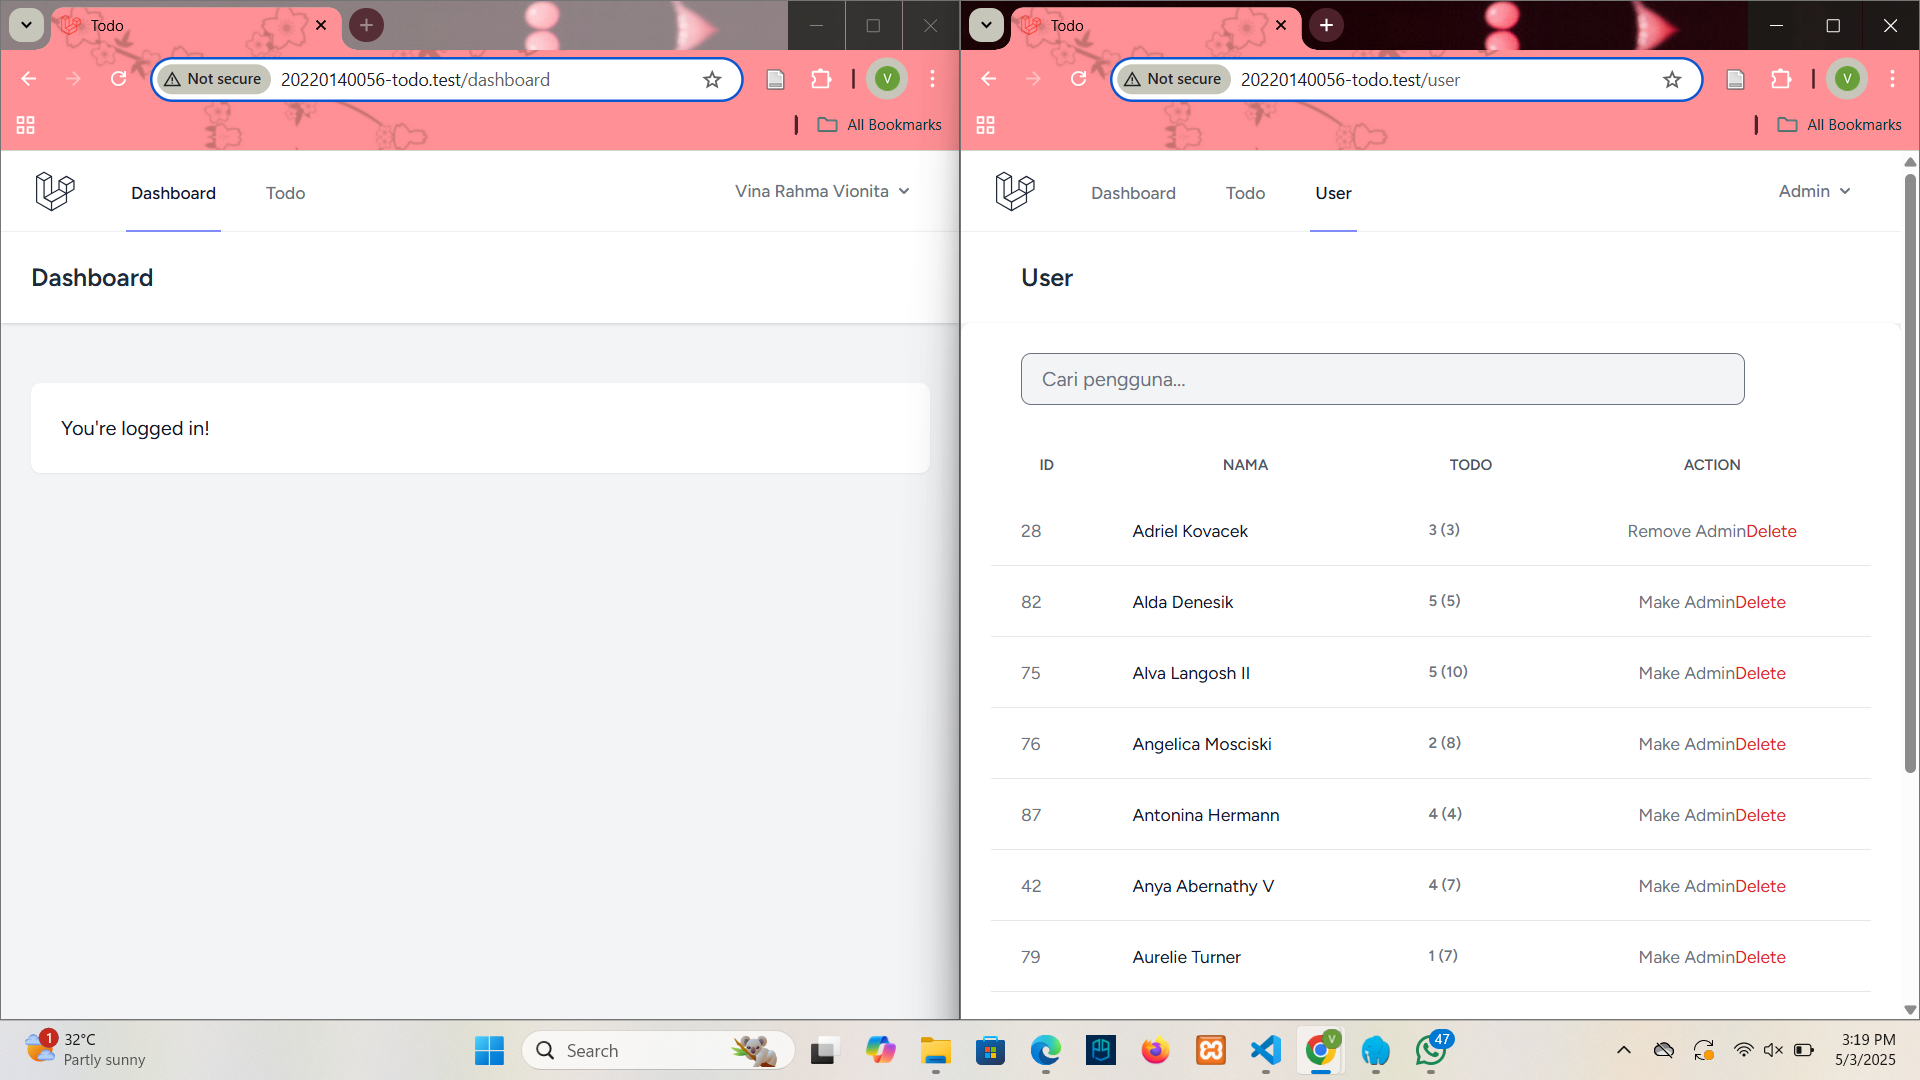 Todo
Not secure
20220140056-todo.test/dashboard
V
All Bookmarks
Dashboard
Todo
Vina Rahma Vionita
Dashboard
You're logged in!
Todo
Not secure
20220140056-todo.test/user
V
All Bookmarks
Dashboard
Todo
User
Admin
User
Cari pengguna...
ID NAMA TODO ACTION
28 Adriel Kovacek 3 (3) Remove AdminDelete
82 Alda Denesik 5 (5) Make AdminDelete
75 Alva Langosh II 5 (10) Make AdminDelete
76 Angelica Mosciski 2 (8) Make AdminDelete
87 Antonina Hermann 4 (4) Make AdminDelete
42 Anya Abernathy V 4 (7) Make AdminDelete
79 Aurelie Turner 1 (7) Make AdminDelete
1
32°C
Partly sunny
Search
V
47
3:19 PM
5/3/2025